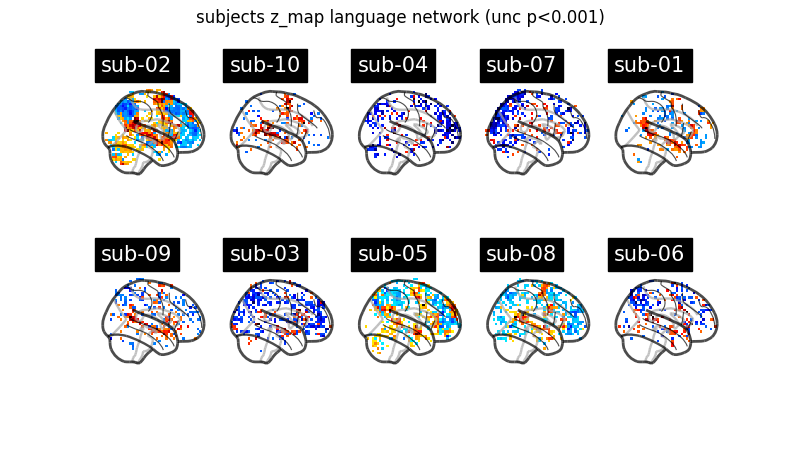 subjects z_map language network (unc p<0.001)
sub-02 sub-10 sub-04 sub-07 sub-01
sub-09 sub-03 sub-05 sub-08 sub-06